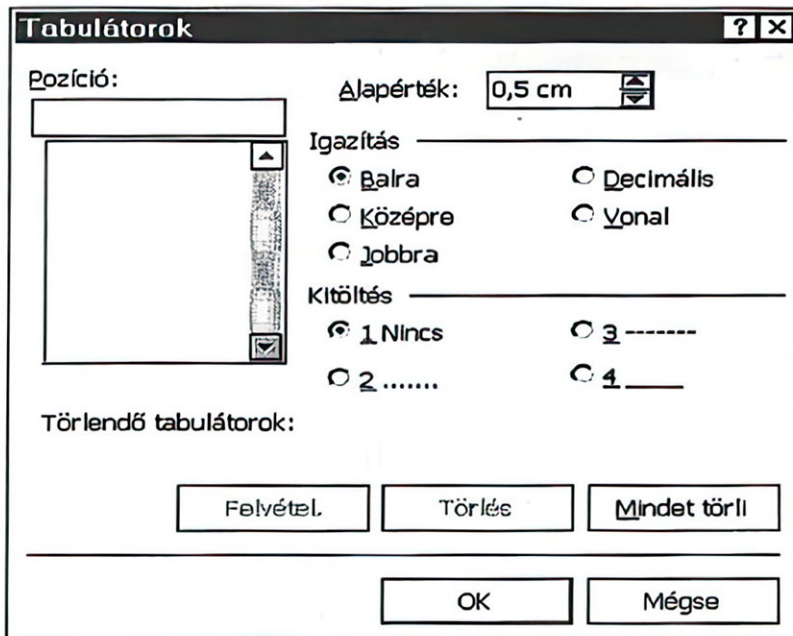 Tabulátorok
Pozíció:
Alapérték: 0,5 cm
Igazítás
Balra
Decimális
Középre
Vonal
Jobbra
Kitöltés
1 Nincs
3 -------
2 .......
4 ____
Törlendő tabulátorok:
Felvétel.
Törlés
Mindet törli
OK
Mégse